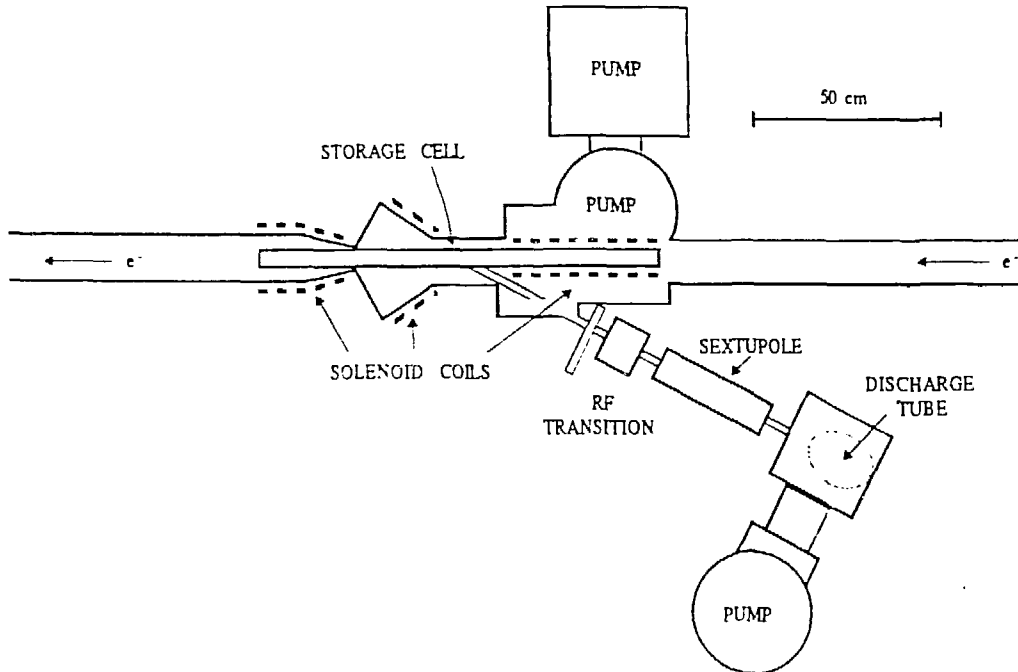 PUMP
50 cm
STORAGE CELL
PUMP
e-
e-
SEXTUPOLE
SOLENOID COILS
DISCHARGE
TUBE
RF
TRANSITION
PUMP